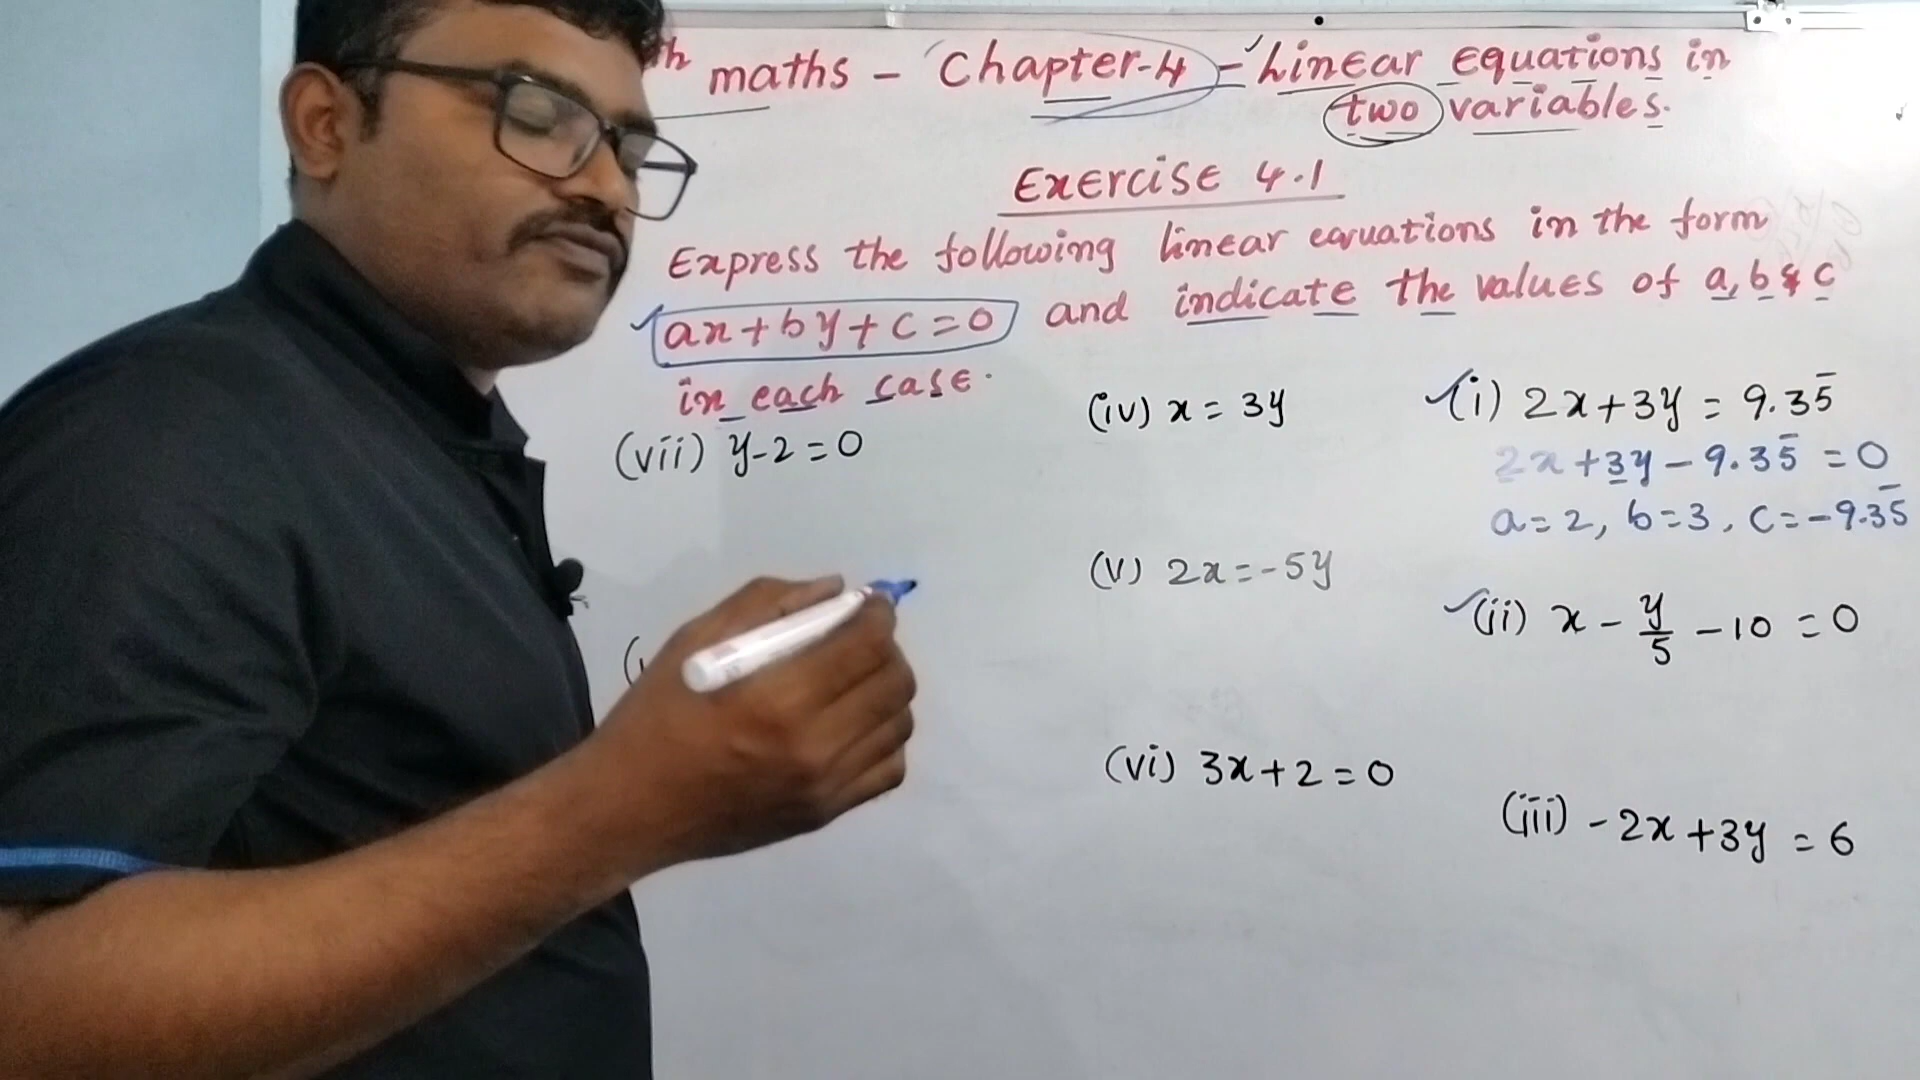 maths - Chapter-4 - Linear Equations in
two variables.
Exercise 4.1
Express the following linear equations in the form
ax+by+c=0 and indicate the values of a, b & c
in each case.
(vii) y-2=0
(iv) x = 3y
(v) 2x=-5y
(vi) 3x+2=0
(i) 2x+3y = 9.35̅
2x+3y-9.35̅ =0
a=2, b=3, c=-9.35̅
(ii) x - y/5 -10 =0
(iii) -2x+3y = 6